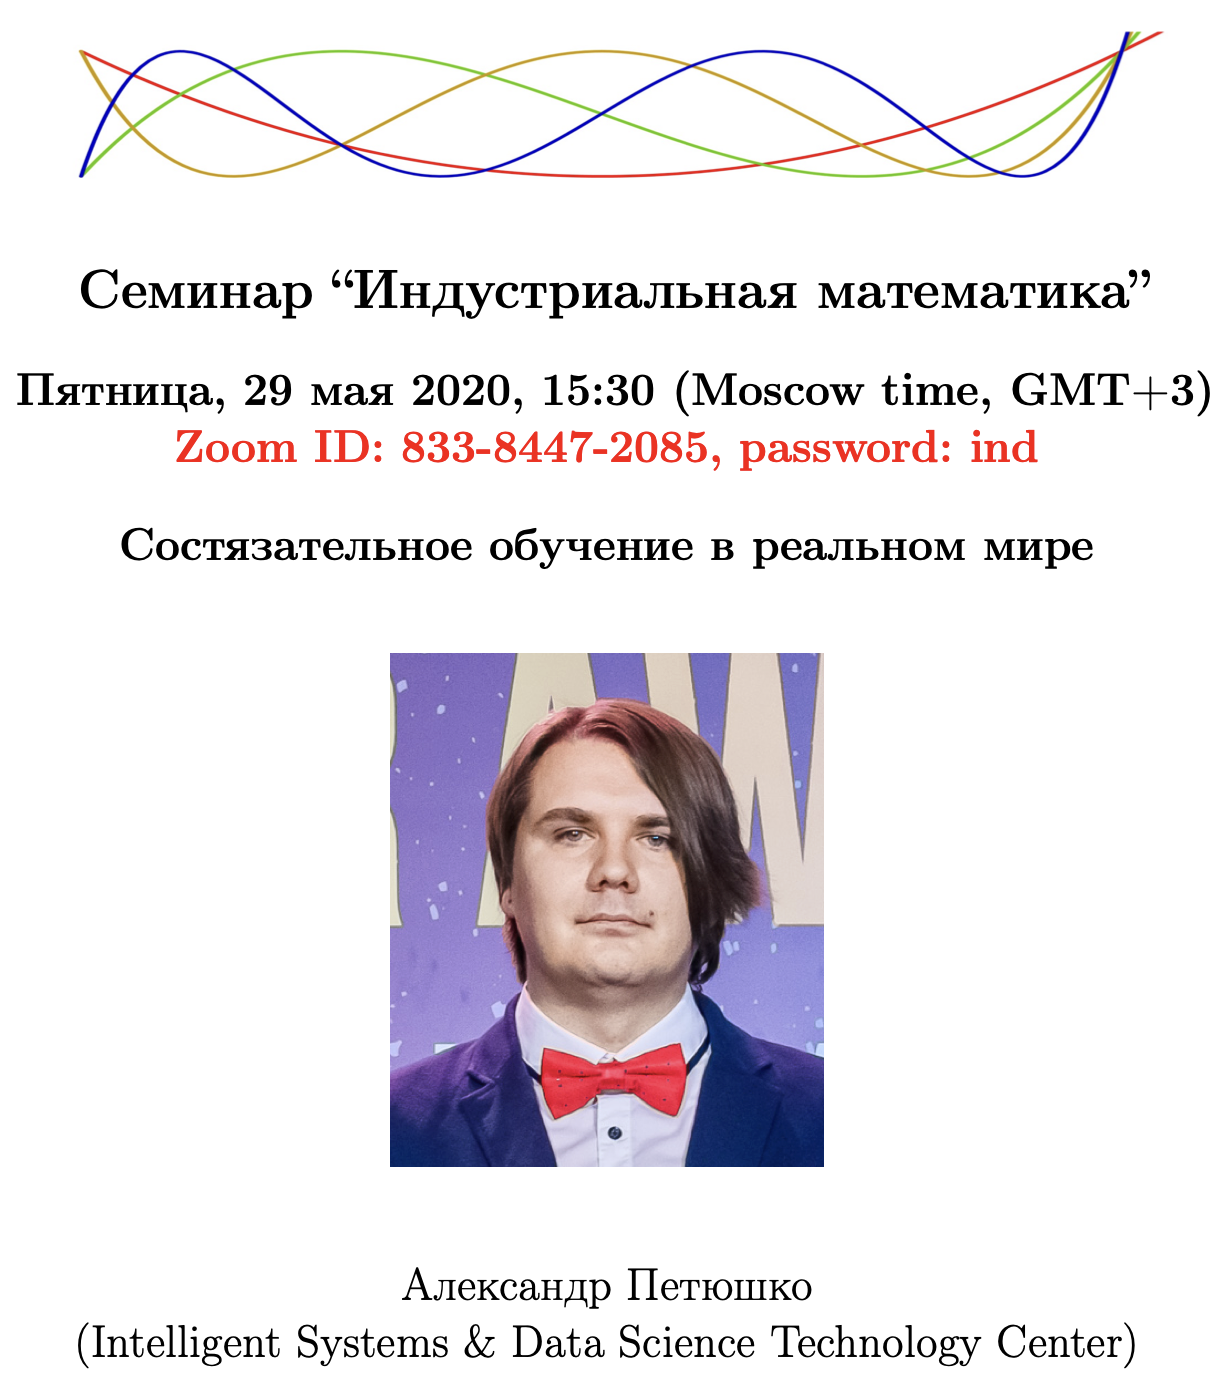 Семинар “Индустриальная математика”
Пятница, 29 мая 2020, 15:30 (Moscow time, GMT+3)
Zoom ID: 833-8447-2085, password: ind
Состязательное обучение в реальном мире
Александр Петюшко
(Intelligent Systems & Data Science Technology Center)